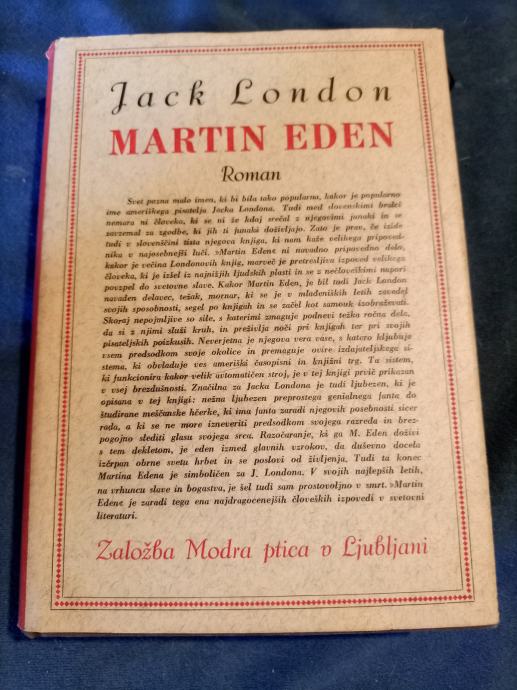 Jack London
MARTIN EDEN
Roman
Svet pozna malo imen, ki bi bila tako popularna, kakor je popularno
ime ameriškega pisatelja Jacka Londona. Tudi med slovenskimi bralci
nemara ni človeka, ki se ni že kdaj srečal z njegovimi junaki in se
zavzemal za zgodbe, ki jih ti junaki doživljajo. Zato je prav, če izide
tudi v slovenščini tista njegova knjiga, ki nam kaže velikega pripoved-
nika v najosebnejši luči. »Martin Eden« ni navadno pripovedno delo,
kakor je večina Londonovih knjig, marveč je pretresljiva izpoved velikega
človeka, ki je izšel iz najnižjih ljudskih plasti in se z nečloveškimi napori
povzpel do svetovne slave. Kakor Martin Eden, je bil tudi Jack London
navaden delavec, težak, mornar, ki se je v mladeniških letih zavedel
svojih sposobnosti, segel po knjigah in se začel kot samouk izobraževati.
Skoraj nepojmljive so sile, s katerimi zmaguje podnevi težka ročna dela,
da si z njimi služi kruh, in preživlja noči pri knjigah ter pri svojih
pisateljskih poizkusih. Neverjetna je njegova vera vase, s katero kljubuje
vsem predsodkom svoje okolice in premaguje ovire izdajateljskega si-
stema, ki obvladuje ves ameriški časopisni in knjižni trg. Ta sistem,
ki funkcionira kakor velik avtomatičen stroj, je v tej knjigi prvič prikazan
v vsej brezdušnosti. Značilna za Jacka Londona je tudi ljubezen, ki je
opisana v tej knjigi: nežna ljubezen preprostega genialnega fanta do
študirane meščanske hčerke, ki ima fanta zaradi njegovih posebnosti sicer
rada, a ki se ne more izneveriti predsodkom svojega razreda in brez-
pogojno slediti glasu svojega srca. Razočaranje, ki ga M. Eden doživi
s tem dekletom, je eden izmed glavnih vzrokov, da duševno docela
izčrpan obrne svetu hrbet in se poslovi od življenja. Tudi ta konec
Martina Edena je simboličen za J. Londona. V svojih najlepših letih,
na vrhuncu slave in bogastva, je šel tudi sam prostovoljno v smrt. »Martin
Eden« je zaradi tega ena najdragocenejših človeških izpovedi v svetovni
literaturi.
Založba Modra ptica v Ljubljani